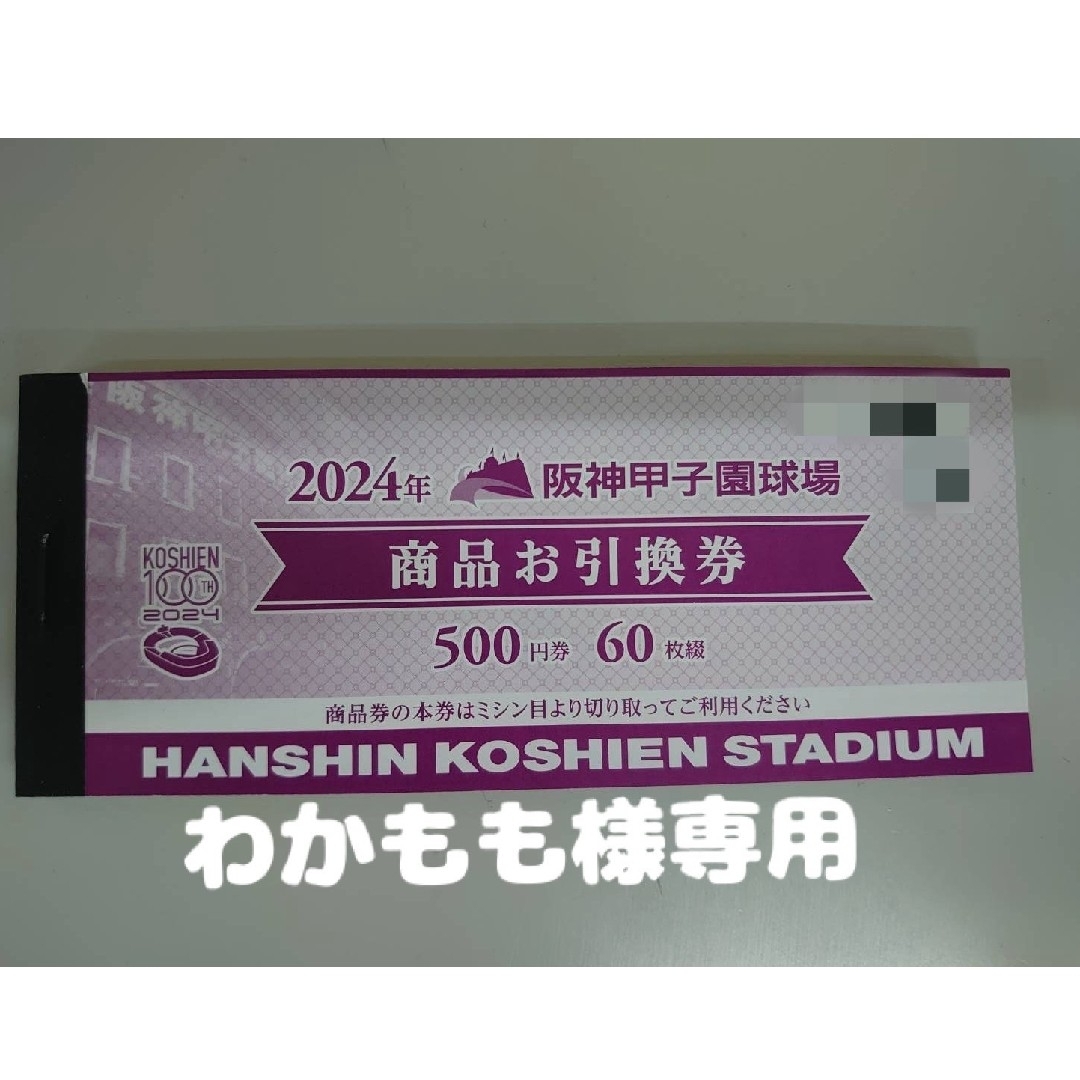 阪神
2024年 阪神甲子園球場
商品お引換券
KOSHIEN
100TH
2024
500円券 60枚綴
商品券の本券はミシン目より切り取ってご利用ください
HANSHIN KOSHIEN STADIUM
わかもも様専用